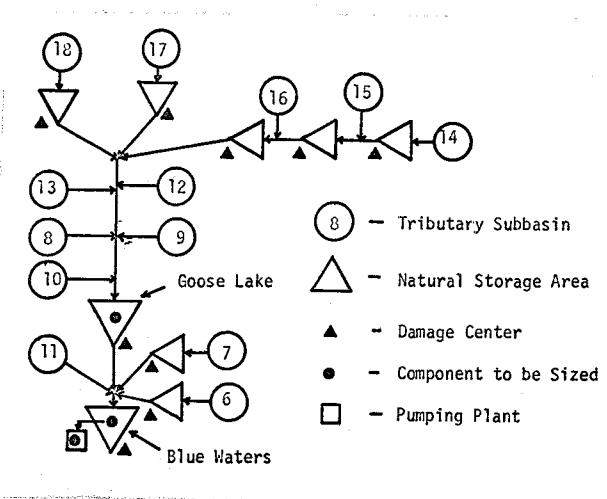 18
17
16
15
14
13
12
8
9
10
Goose Lake
11
7
6
Blue Waters
8 – Tributary Subbasin
– Natural Storage Area
– Damage Center
– Component to be Sized
– Pumping Plant